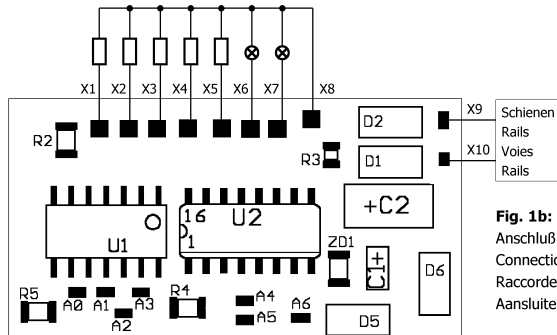 X1 X2 X3 X4 X5 X6 X7 X8
X9
X10
Schienen
Rails
Voies
Rails
R2
R3
D2
D1
+C2
U1
16
1
U2
ZD1
C1+
D6
D5
R5
A0
A1
A2
A3
R4
A4
A5
A6
Fig. 1b:
Anschluß
Connectio
Raccorde
Aansluite